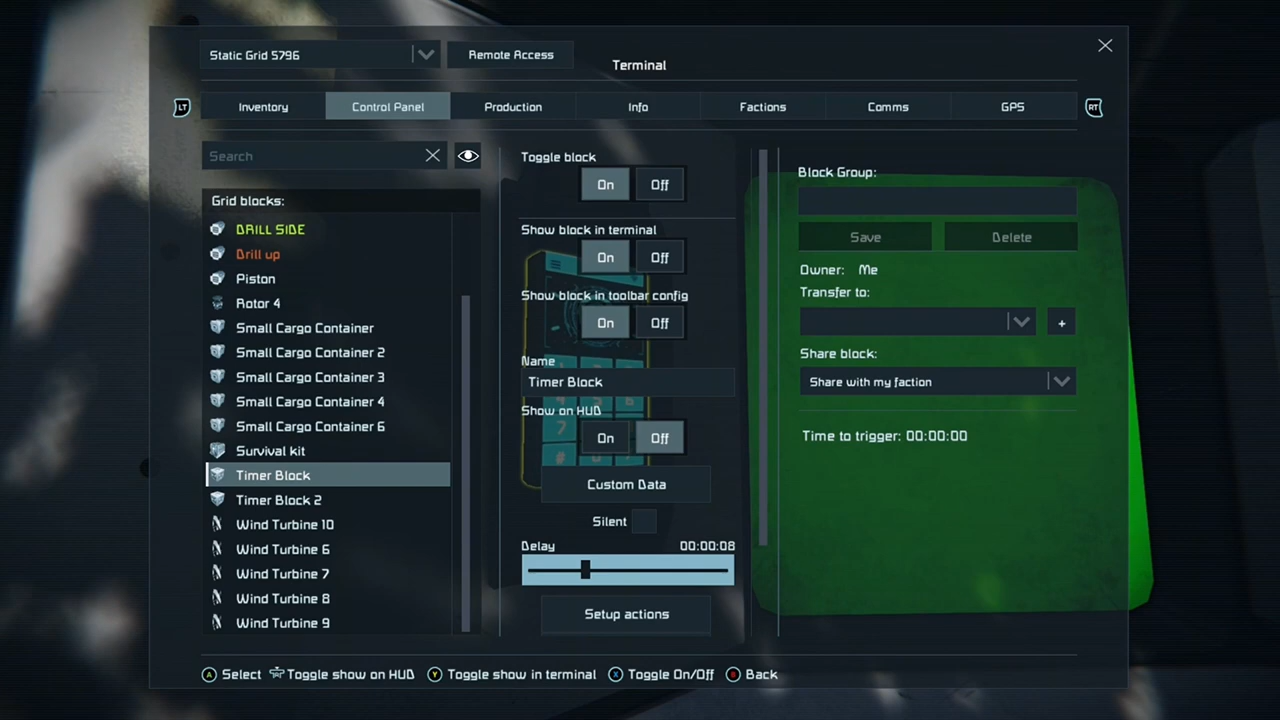 Static Grid 5796
Remote Access
Terminal
LT
Inventory
Control Panel
Production
Info
Factions
Comms
GPS
RT
Search
Grid blocks:
DRILL SIDE
Drill up
Piston
Rotor 4
Small Cargo Container
Small Cargo Container 2
Small Cargo Container 3
Small Cargo Container 4
Small Cargo Container 6
Survival kit
Timer Block
Timer Block 2
Wind Turbine 10
Wind Turbine 6
Wind Turbine 7
Wind Turbine 8
Wind Turbine 9
Toggle block
On Off
Show block in terminal
On Off
Show block in toolbar config
On Off
Name
Timer Block
Show on HUD
On Off
Custom Data
Silent
Delay 00:00:08
Setup actions
Block Group:
Save Delete
Owner: Me
Transfer to:
+
Share block:
Share with my faction
Time to trigger: 00:00:00
A Select Toggle show on HUD Y Toggle show in terminal X Toggle On/Off B Back